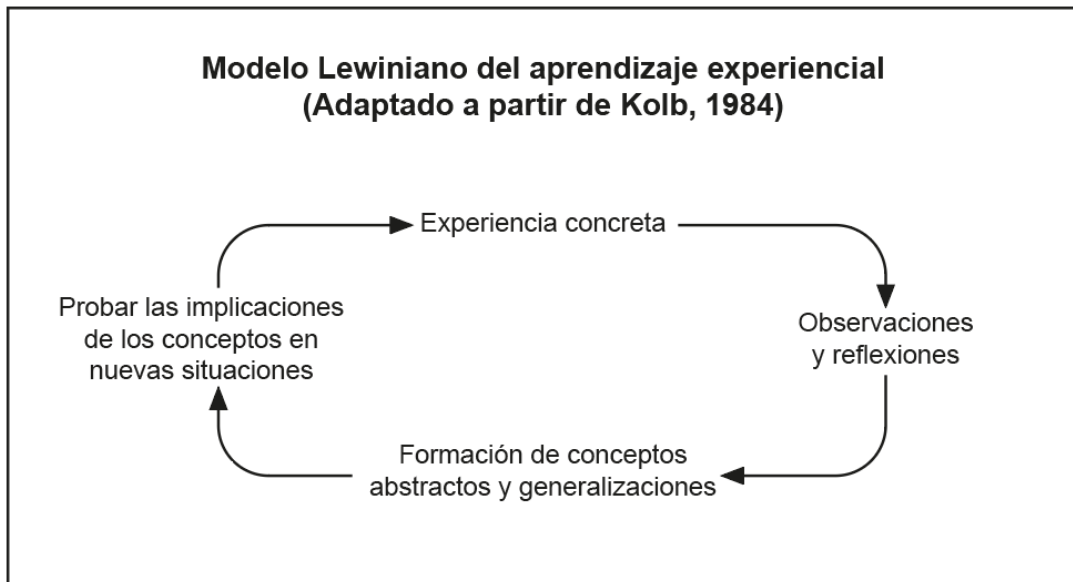 Modelo Lewiniano del aprendizaje experiencial
(Adaptado a partir de Kolb, 1984)
Experiencia concreta
Observaciones
y reflexiones
Formación de conceptos
abstractos y generalizaciones
Probar las implicaciones
de los conceptos en
nuevas situaciones